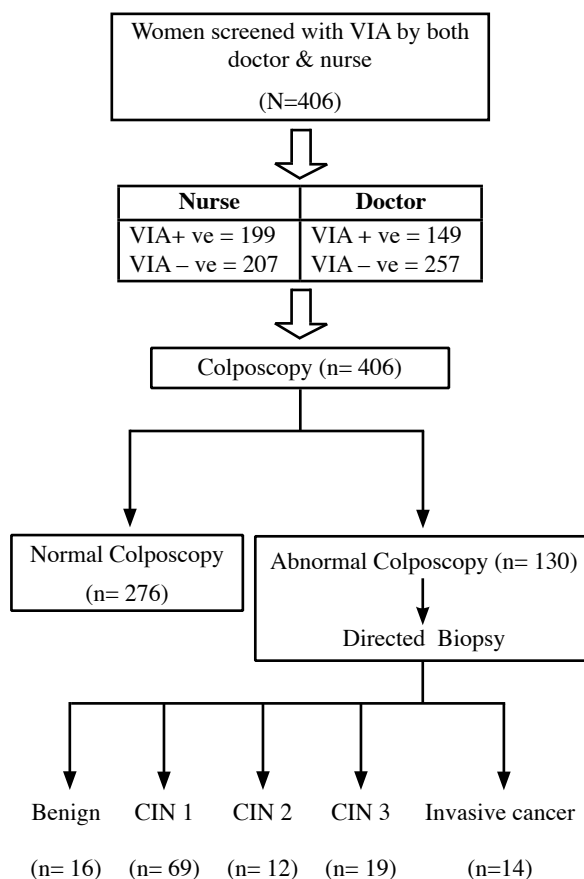 Women screened with VIA by both
doctor & nurse
(N=406)
Nurse Doctor
VIA+ ve = 199 VIA + ve = 149
VIA – ve = 207 VIA – ve = 257
Colposcopy (n= 406)
Normal Colposcopy
(n= 276)
Abnormal Colposcopy (n= 130)
Directed Biopsy
Benign CIN 1 CIN 2 CIN 3 Invasive cancer
(n= 16) (n= 69) (n= 12) (n= 19) (n=14)